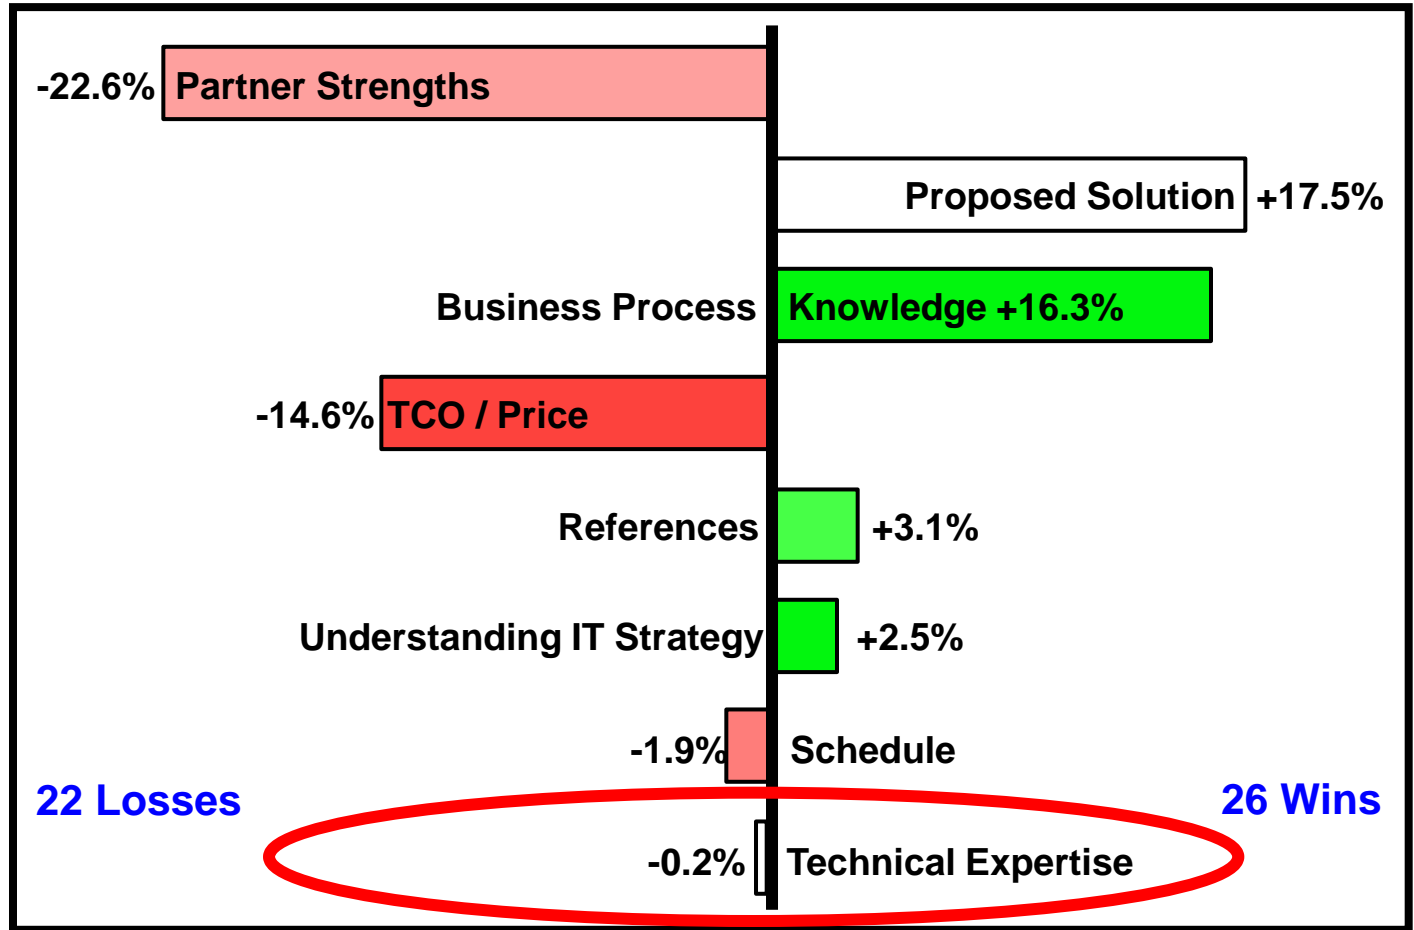 -22.6% Partner Strengths
Proposed Solution +17.5%
Business Process Knowledge +16.3%
-14.6% TCO / Price
References +3.1%
Understanding IT Strategy +2.5%
-1.9% Schedule
22 Losses 26 Wins
-0.2% Technical Expertise